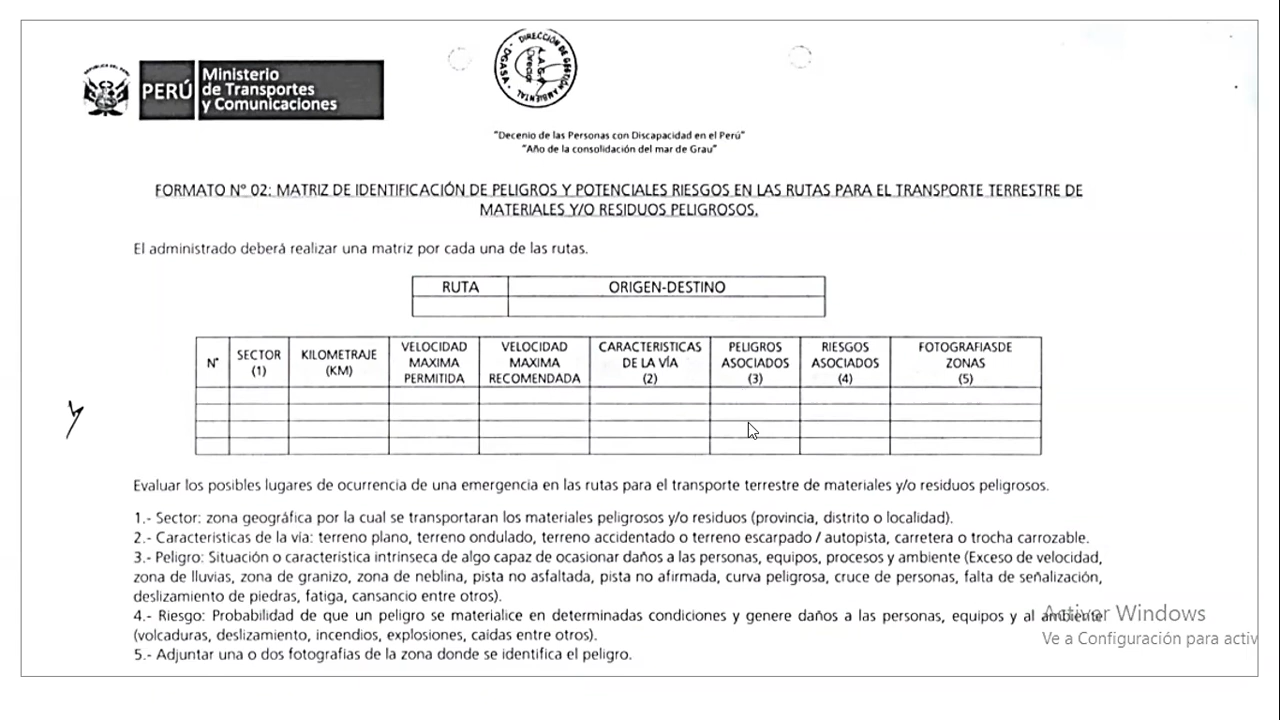 DIRECCIÓN DE GESTIÓN AMBIENTAL - DGASA -
REPUBLICA DEL PERU
PERÚ
Ministerio
de Transportes
y Comunicaciones
"Decenio de las Personas con Discapacidad en el Perú"
"Año de la consolidación del mar de Grau"
FORMATO N° 02: MATRIZ DE IDENTIFICACIÓN DE PELIGROS Y POTENCIALES RIESGOS EN LAS RUTAS PARA EL TRANSPORTE TERRESTRE DE
MATERIALES Y/O RESIDUOS PELIGROSOS.
El administrado deberá realizar una matriz por cada una de las rutas.
RUTA ORIGEN-DESTINO
N° SECTOR (1) KILOMETRAJE (KM) VELOCIDAD MAXIMA PERMITIDA VELOCIDAD MAXIMA RECOMENDADA CARACTERISTICAS DE LA VÍA (2) PELIGROS ASOCIADOS (3) RIESGOS ASOCIADOS (4) FOTOGRAFIASDE ZONAS (5)
Evaluar los posibles lugares de ocurrencia de una emergencia en las rutas para el transporte terrestre de materiales y/o residuos peligrosos.
1.- Sector: zona geográfica por la cual se transportaran los materiales peligrosos y/o residuos (provincia, distrito o localidad).
2.- Características de la vía: terreno plano, terreno ondulado, terreno accidentado o terreno escarpado / autopista, carretera o trocha carrozable.
3.- Peligro: Situación o característica intrínseca de algo capaz de ocasionar daños a las personas, equipos, procesos y ambiente (Exceso de velocidad,
zona de lluvias, zona de granizo, zona de neblina, pista no asfaltada, pista no afirmada, curva peligrosa, cruce de personas, falta de señalización,
deslizamiento de piedras, fatiga, cansancio entre otros).
4.- Riesgo: Probabilidad de que un peligro se materialice en determinadas condiciones y genere daños a las personas, equipos y al ambiente
(volcaduras, deslizamiento, incendios, explosiones, caídas entre otros).
5.- Adjuntar una o dos fotografías de la zona donde se identifica el peligro.
Activar Windows
Ve a Configuración para activ